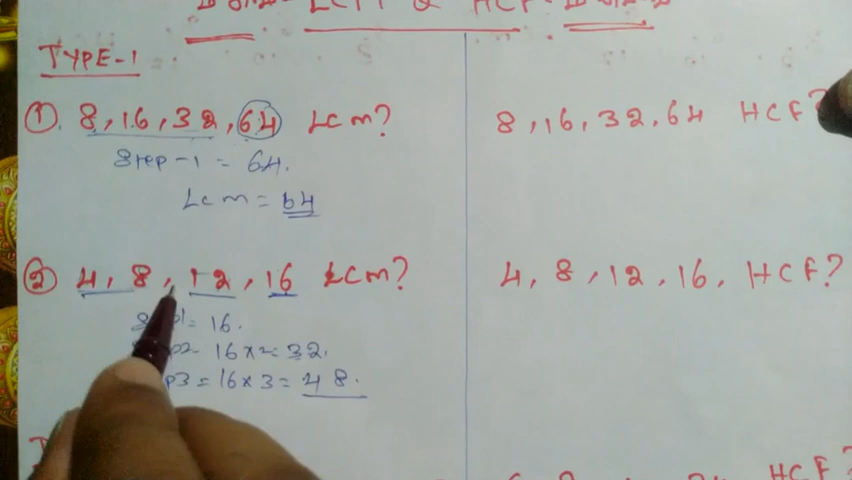 LCM & HCF
TYPE-1
① 8, 16, 32, 64 Lcm?
Step-1 = 64.
Lcm = 64
② 4, 8, 12, 16 Lcm?
= 16.
16 x 2 = 32.
p3 = 16 x 3 = 48.
8, 16, 32, 64 HCF?
4, 8, 12, 16, HCF?
HCF?